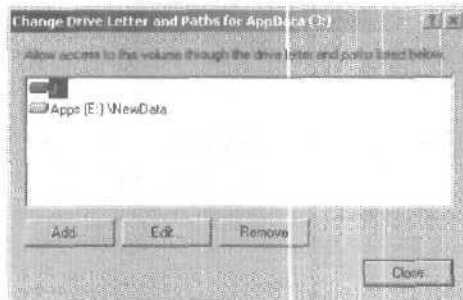 Change Drive Letter and Paths for AppData (J:)
Allow access to this volume through the drive letter and paths listed below.
J:
Apps (E:) \NewData
Add
Edit
Remove
Close